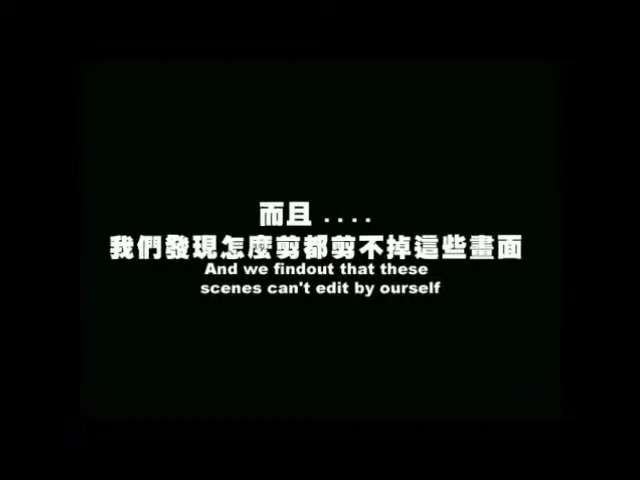 而且 ....
我們發現怎麼剪都剪不掉這些畫面
And we findout that these
scenes can't edit by ourself